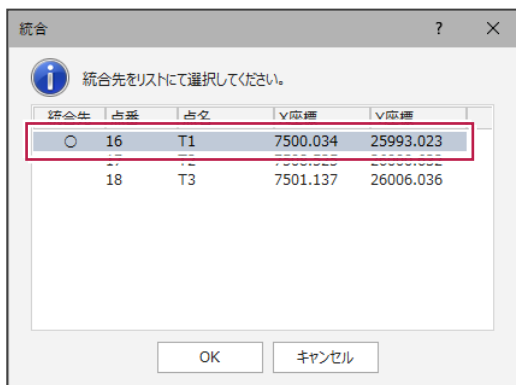 統合 ? ×
統合先をリストにて選択してください。
統合先 点番 点名 X座標 Y座標
○ 16 T1 7500.034 25993.023
18 T3 7501.137 26006.036
OK キャンセル